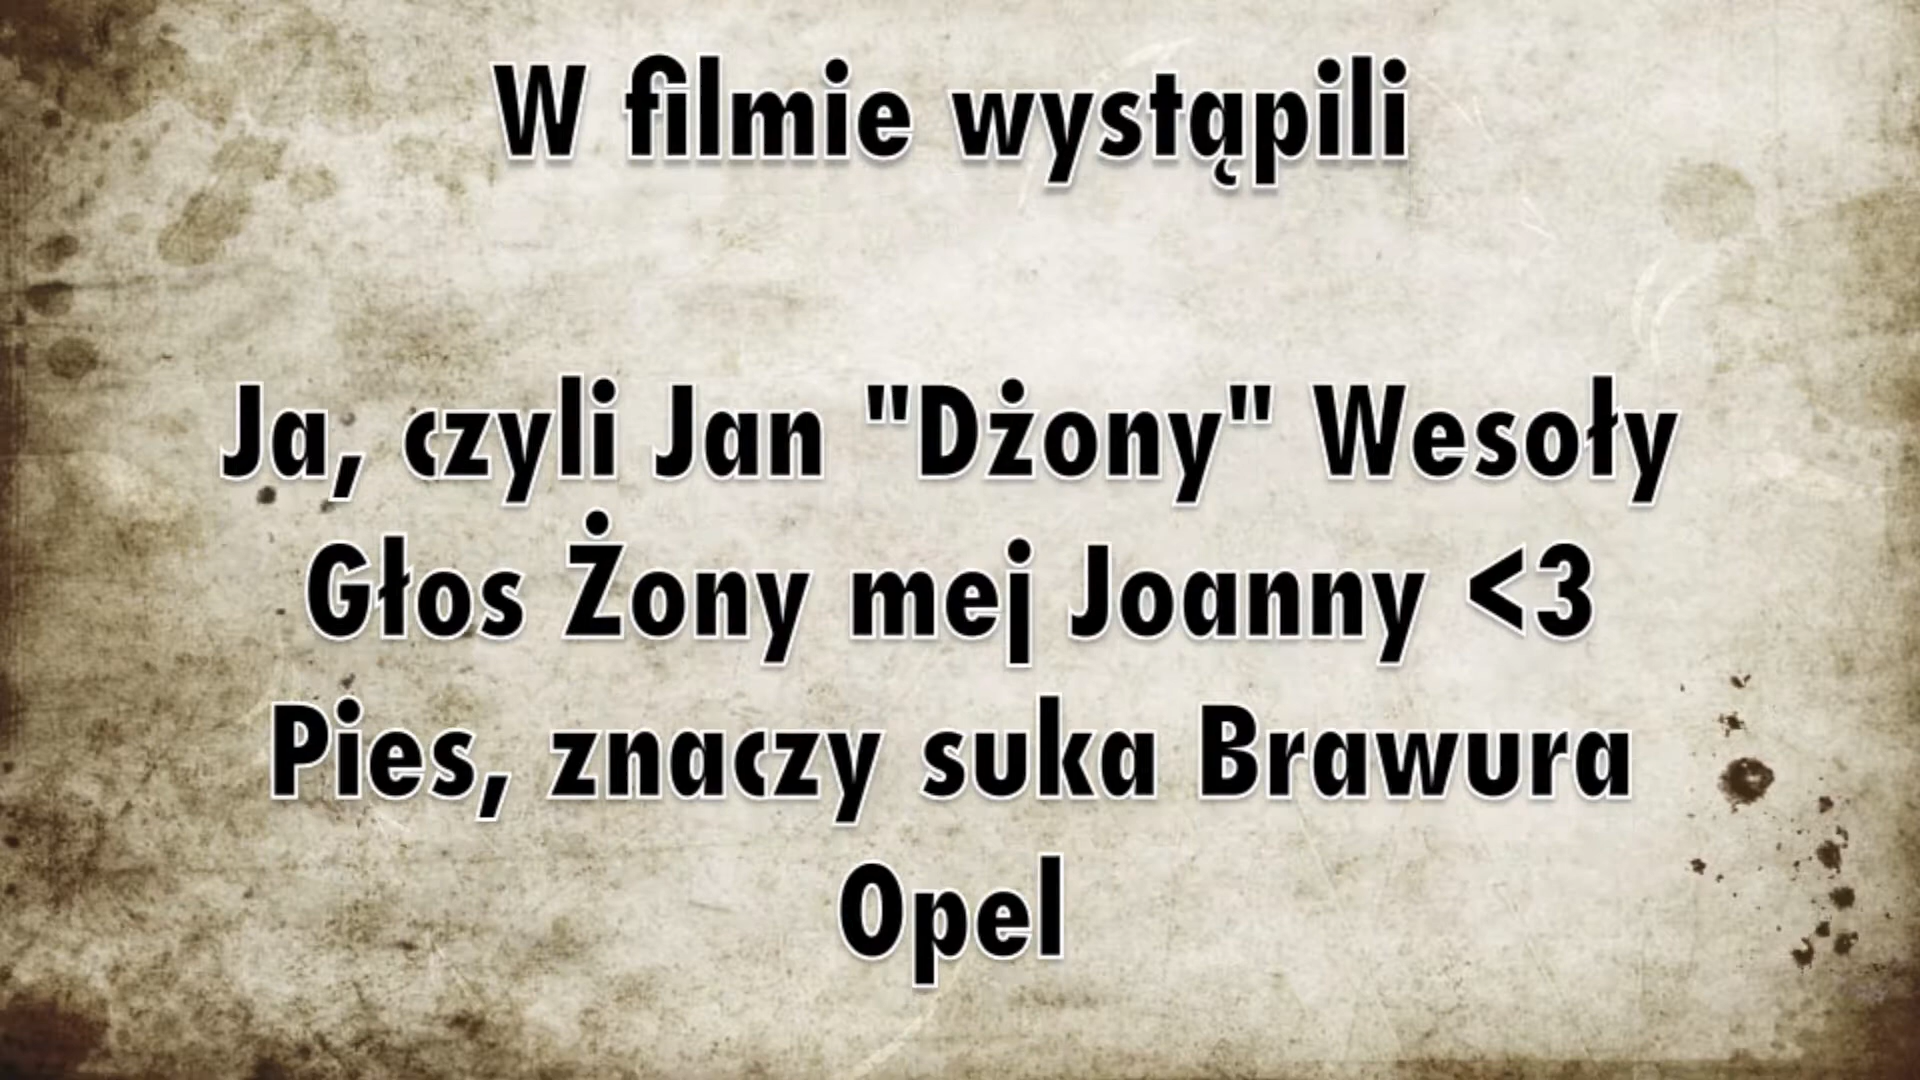 W filmie wystąpili
Ja, czyli Jan "Dżony" Wesoły
Głos Żony mej Joanny <3
Pies, znaczy suka Brawura
Opel